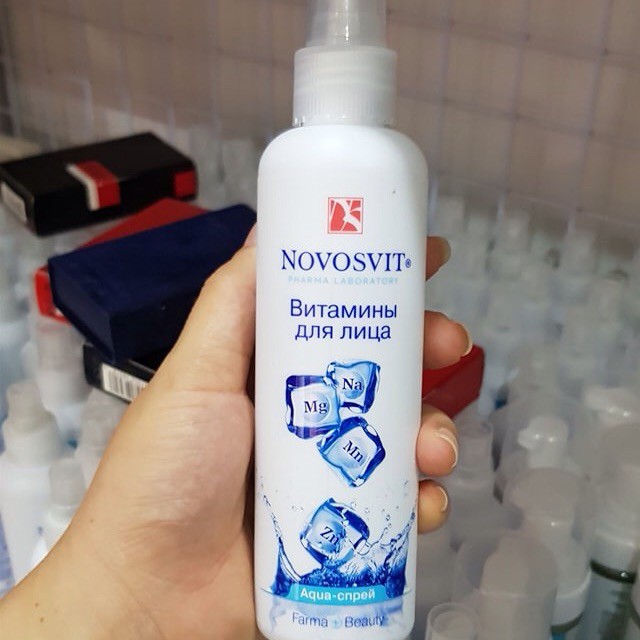 NOVOSVIT®
PHARMA LABORATORY
Витамины
для лица
Na
Mg
Mn
Zn
Aqua-спрей
Farma + Beauty